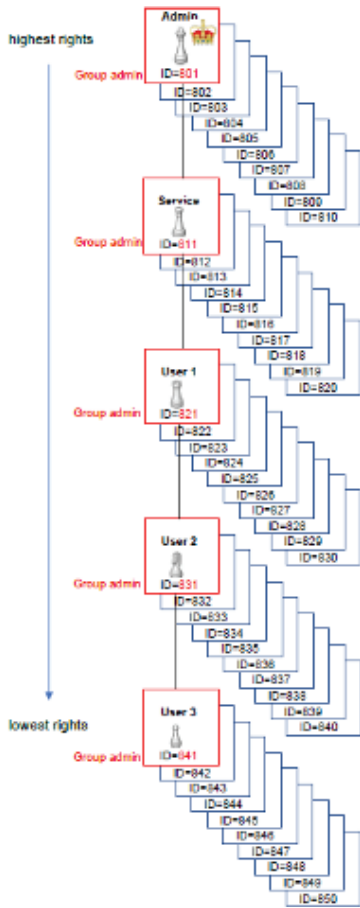 Admin
highest rights
Group admin
ID=801
ID=802
ID=803
ID=804
ID=805
ID=806
ID=807
ID=808
ID=809
ID=810
Service
Group admin
ID=811
ID=812
ID=813
ID=814
ID=815
ID=816
ID=817
ID=818
ID=819
ID=820
User 1
Group admin
ID=821
ID=822
ID=823
ID=824
ID=825
ID=826
ID=827
ID=828
ID=829
ID=830
User 2
Group admin
ID=831
ID=832
ID=833
ID=834
ID=835
ID=836
ID=837
ID=838
ID=839
ID=840
User 3
lowest rights
Group admin
ID=841
ID=842
ID=843
ID=844
ID=845
ID=846
ID=847
ID=848
ID=849
ID=850